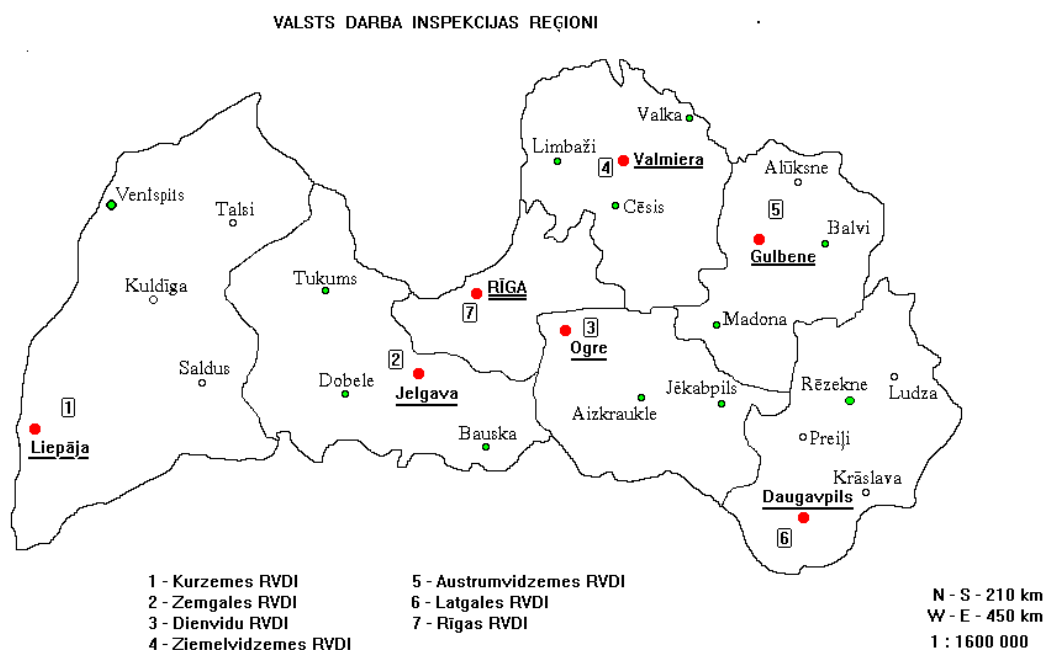 VALSTS DARBA INSPEKCIJAS REĢIONI
Valka
Limbaži
4
Valmiera
Alūksne
Ventspils
Talsi
Cēsis
5
Balvi
Gulbene
Tukums
RĪGA
Kuldīga
7
Madona
3
Ogre
2
Saldus
Dobele
Jelgava
Jēkabpils
Rēzekne
Ludza
1
Aizkraukle
Liepāja
Bauska
Preiļi
Krāslava
Daugavpils
6
1 - Kurzemes RVDI
2 - Zemgales RVDI
3 - Dienvidu RVDI
4 - Ziemeļvidzemes RVDI
5 - Austrumvidzemes RVDI
6 - Latgales RVDI
7 - Rīgas RVDI
N - S - 210 km
W - E - 450 km
1 : 1600 000